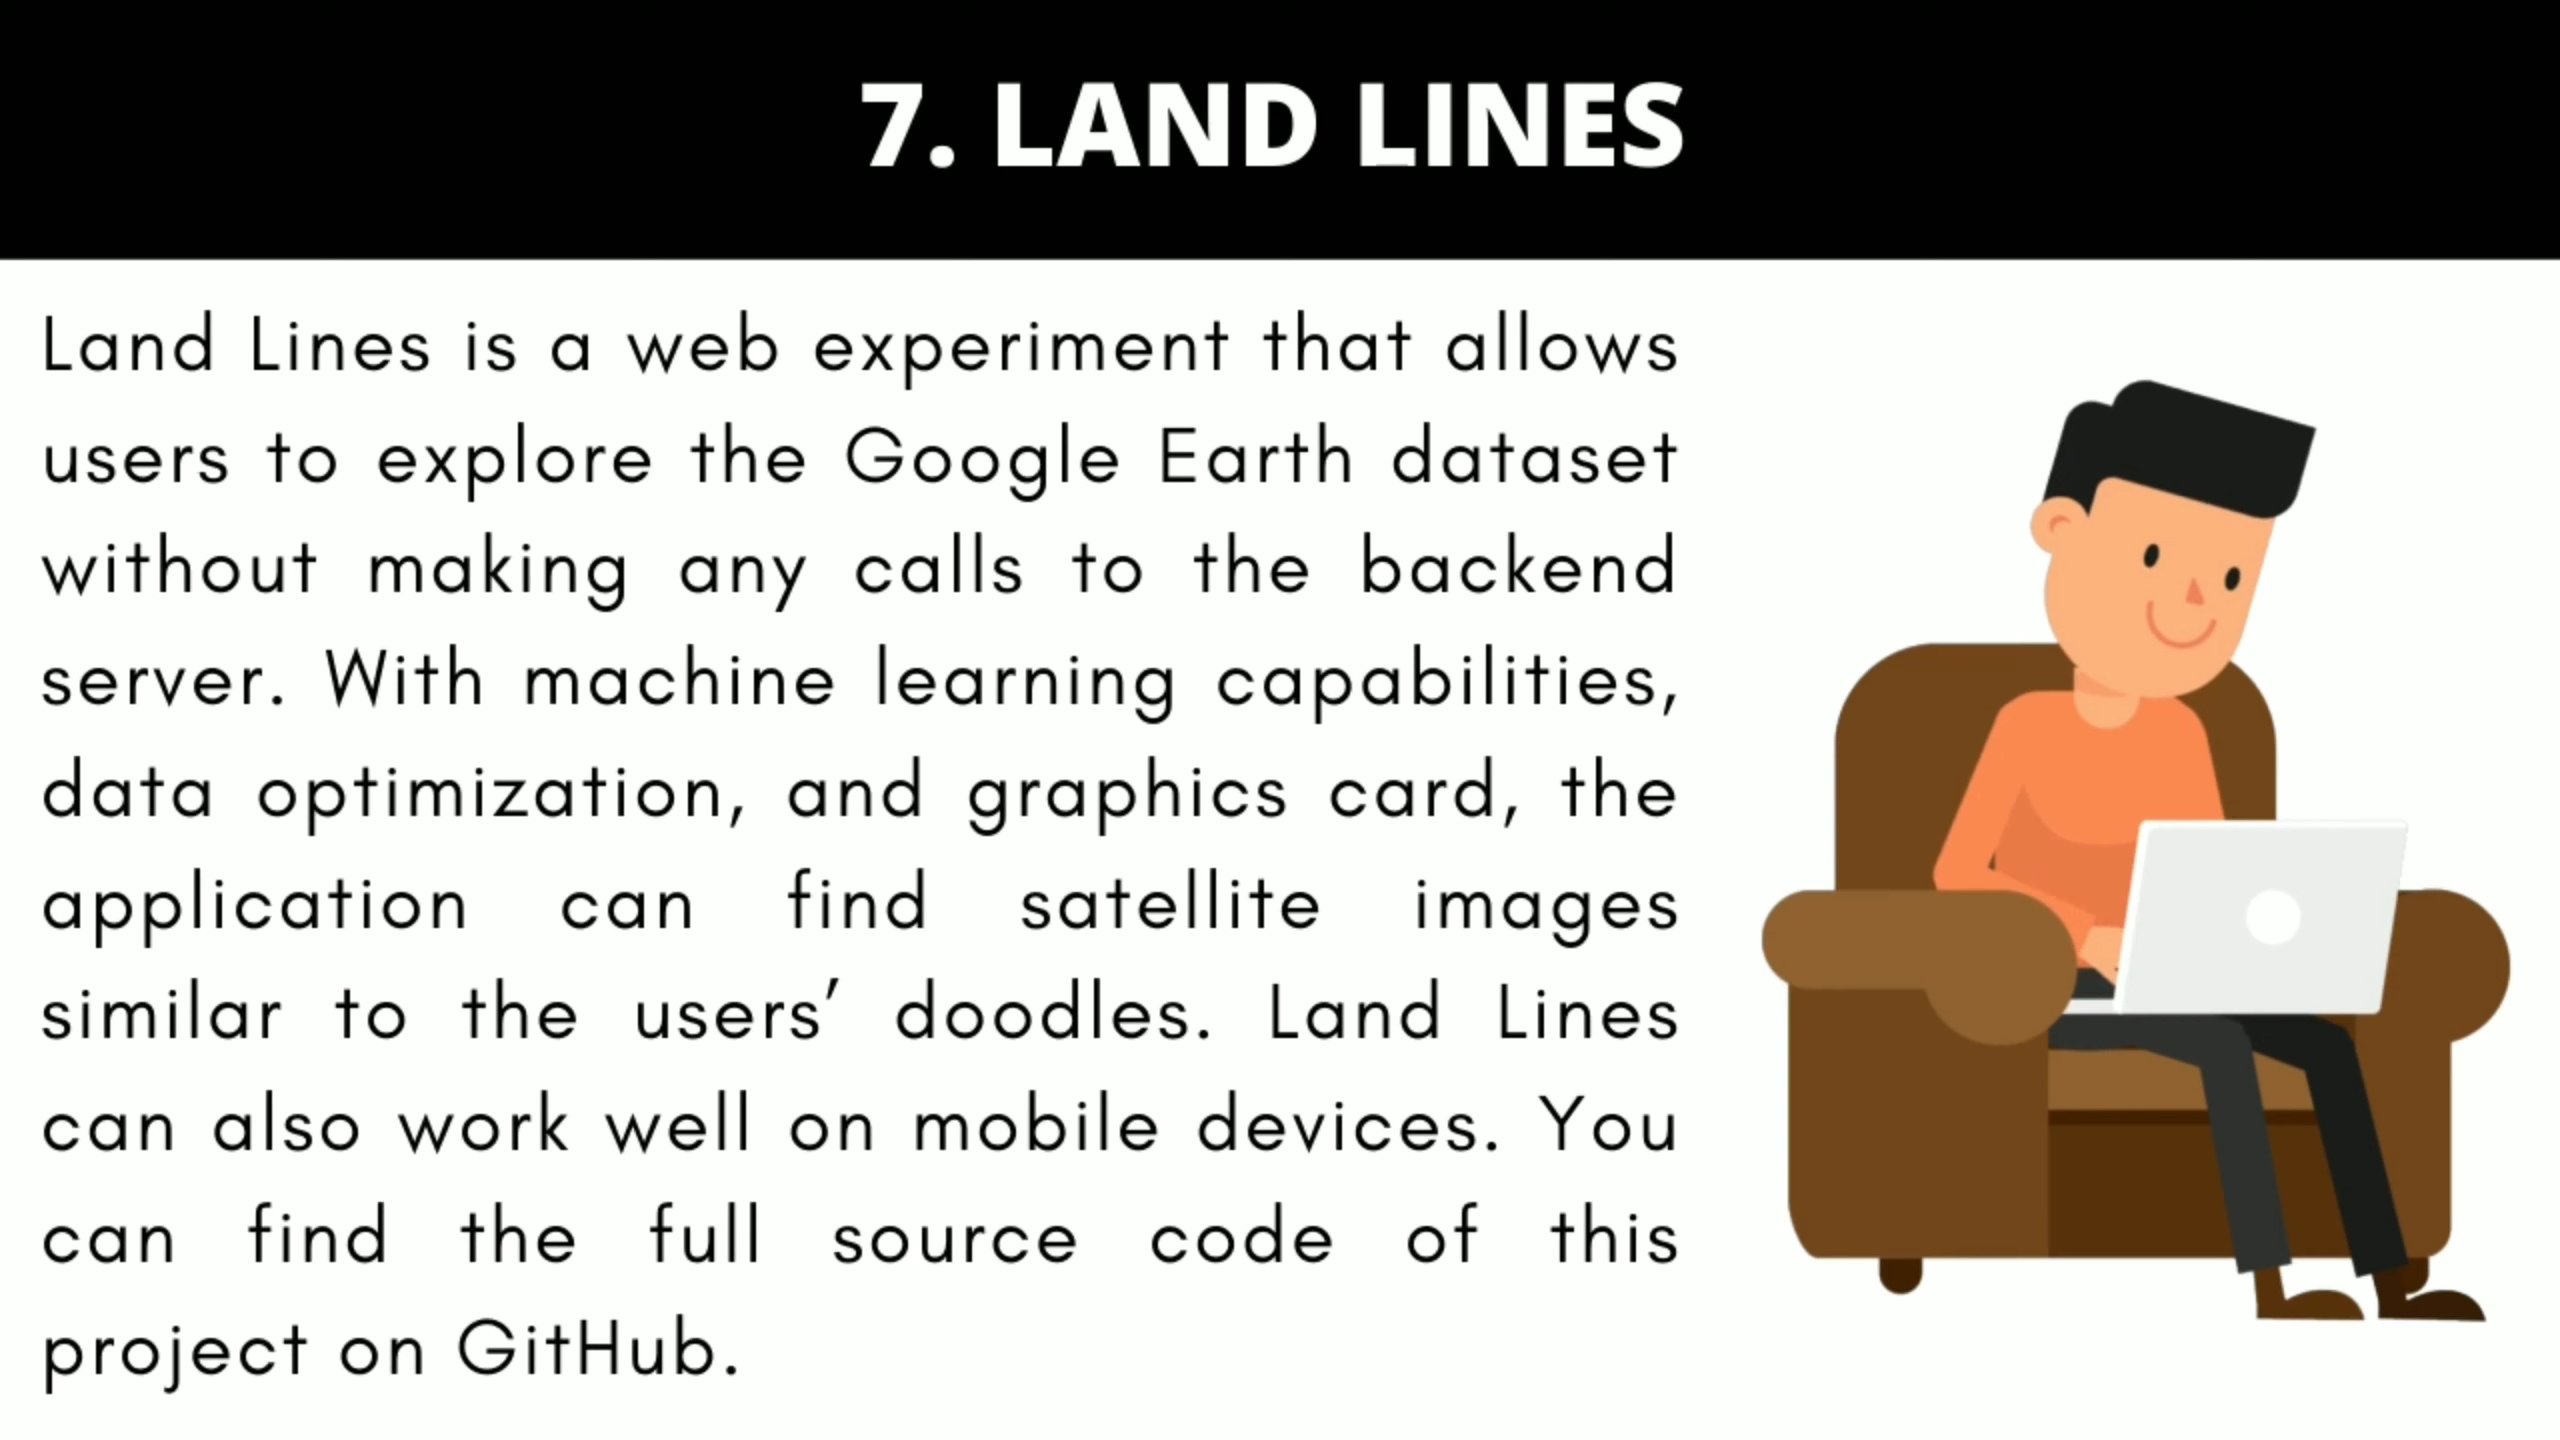 7. LAND LINES
Land Lines is a web experiment that allows
users to explore the Google Earth dataset
without making any calls to the backend
server. With machine learning capabilities,
data optimization, and graphics card, the
application can find satellite images
similar to the users’ doodles. Land Lines
can also work well on mobile devices. You
can find the full source code of this
project on GitHub.